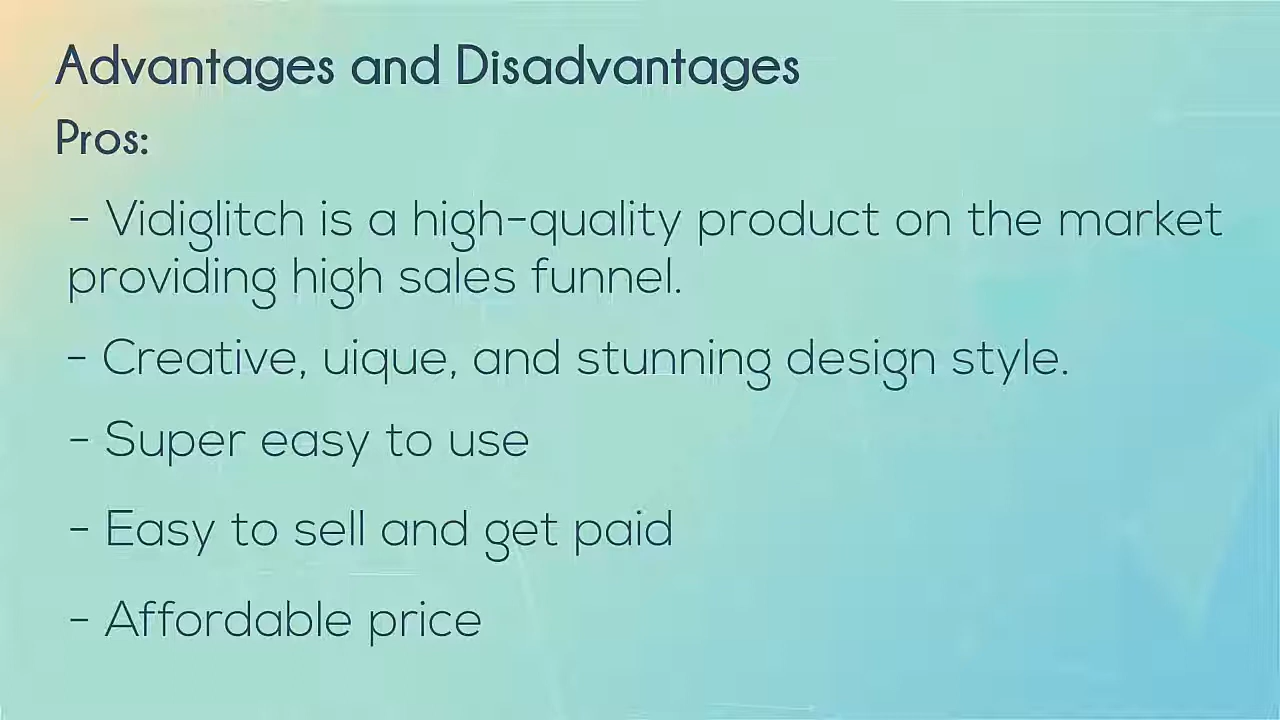 Advantages and Disadvantages
Pros:
- Vidiglitch is a high-quality product on the market
providing high sales funnel.
- Creative, uique, and stunning design style.
- Super easy to use
- Easy to sell and get paid
- Affordable price